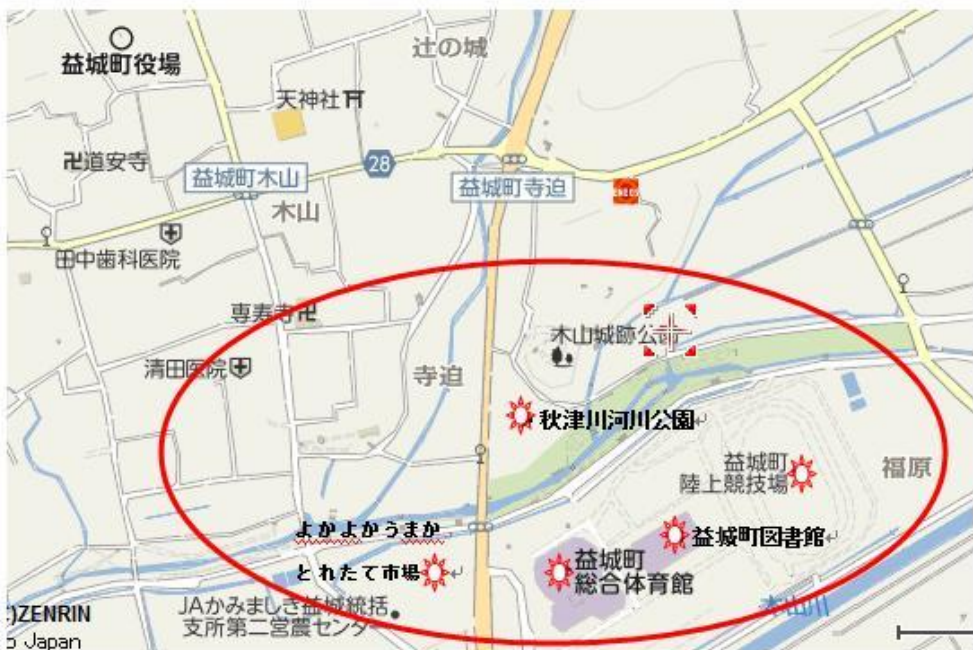 益城町役場
辻の城
天神社
卍道安寺
28
益城町木山
益城町寺迫
ENEOS
木山
田中歯科医院
専寿寺卍
木山城跡公園
清田医院
寺迫
秋津川河川公園
益城町
陸上競技場
福原
よかよかうまか
とれたて市場
益城町図書館
益城町
総合体育館
木山川
JAかみましき益城統括
支所第二営農センター
)ZENRIN
o Japan